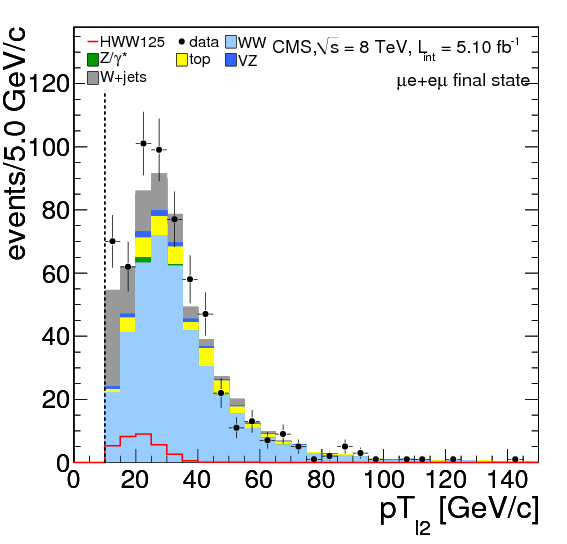 HWW125 data WW CMS,√s = 8 TeV, L_int = 5.10 fb⁻¹
Z/γ* top VZ
W+jets μe+eμ final state
events/5.0 GeV/c
120
100
80
60
40
20
0
0 20 40 60 80 100 120 140
pT_l2 [GeV/c]